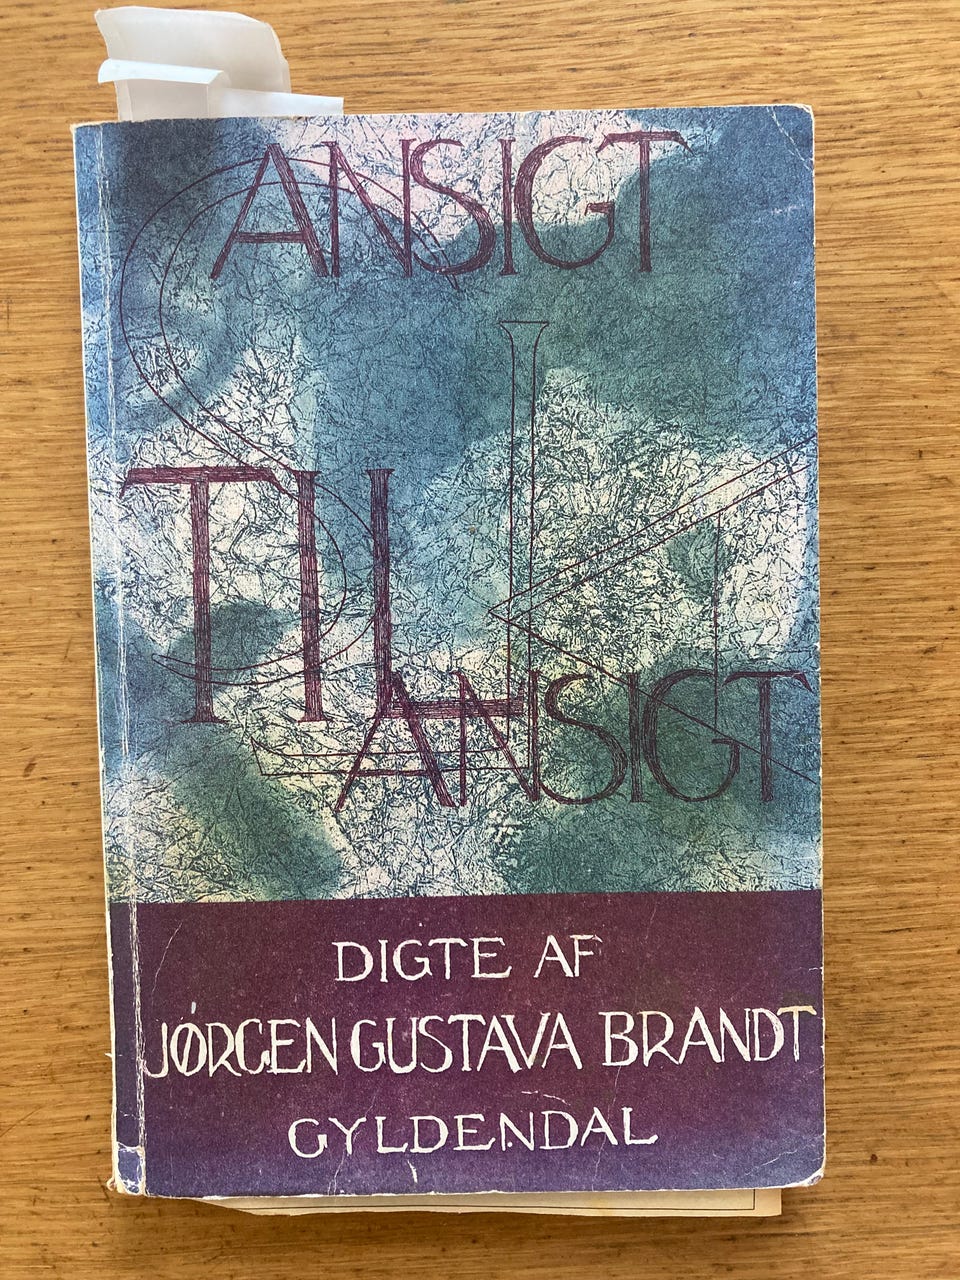 ANSIGT
TIL
ANSIGT
DIGTE AF
JØRGEN GUSTAVA BRANDT
GYLDENDAL